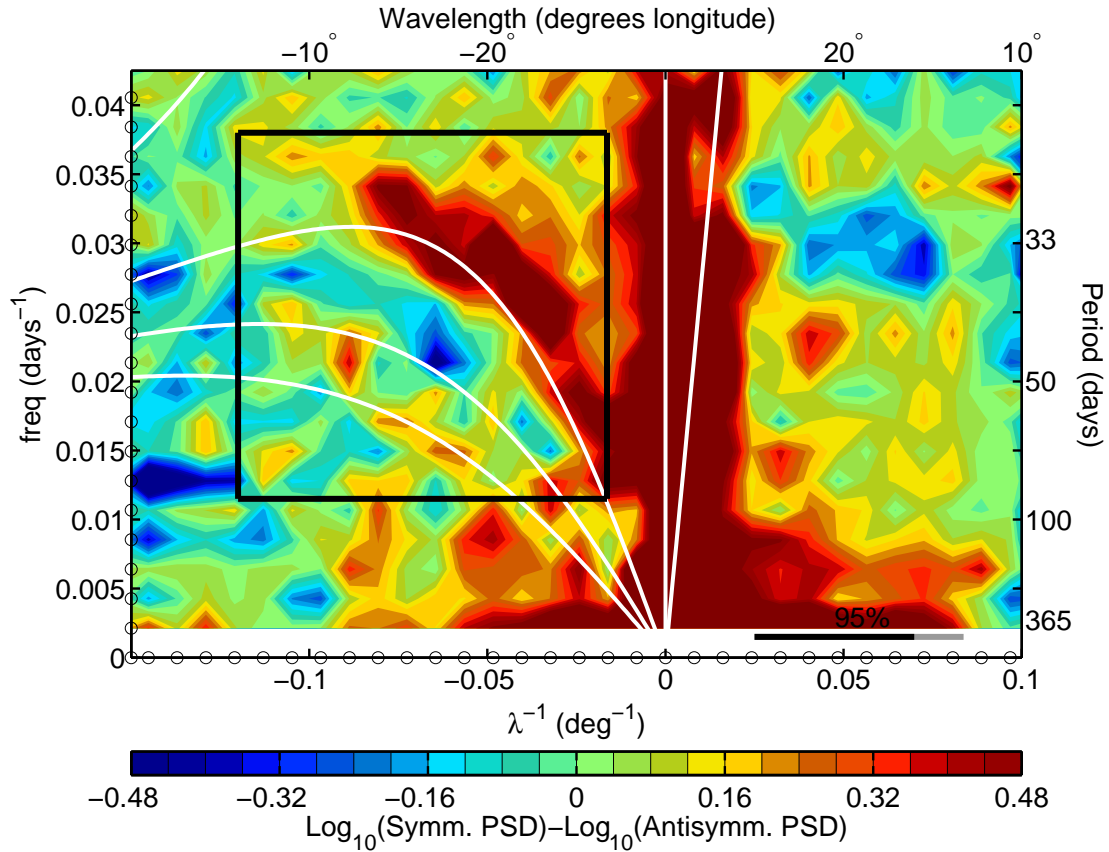 Wavelength (degrees longitude)
−10° −20° 20° 10°
0.04
0.035
0.03
0.025
0.02
0.015
0.01
0.005
0
freq (days⁻¹)
33
50
100
365
Period (days)
95%
−0.1 −0.05 0 0.05 0.1
λ⁻¹ (deg⁻¹)
−0.48 −0.32 −0.16 0 0.16 0.32 0.48
Log₁₀(Symm. PSD)−Log₁₀(Antisymm. PSD)